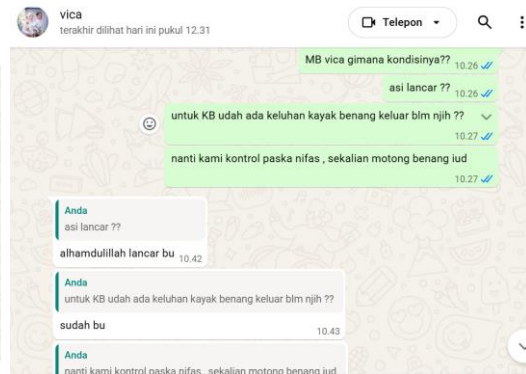 vica
terakhir dilihat hari ini pukul 12.31
Telepon
MB vica gimana kondisinya?? 10.26
asi lancar ?? 10.26
untuk KB udah ada keluhan kayak benang keluar blm njih ??
10.27
nanti kami kontrol paska nifas , sekalian motong benang iud
10.27
Anda
asi lancar ??
alhamdulillah lancar bu 10.42
Anda
untuk KB udah ada keluhan kayak benang keluar blm njih ??
sudah bu 10.43
Anda
nanti kami kontrol paska nifas , sekalian motong benang iud